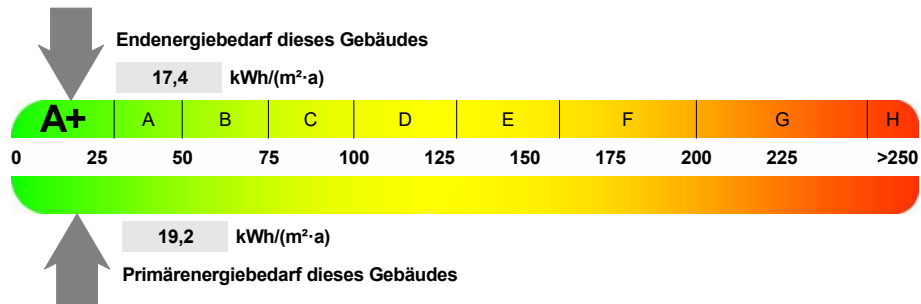 Endenergiebedarf dieses Gebäudes
17,4 kWh/(m²·a)
A+ A B C D E F G H
0 25 50 75 100 125 150 175 200 225 >250
19,2 kWh/(m²·a)
Primärenergiebedarf dieses Gebäudes